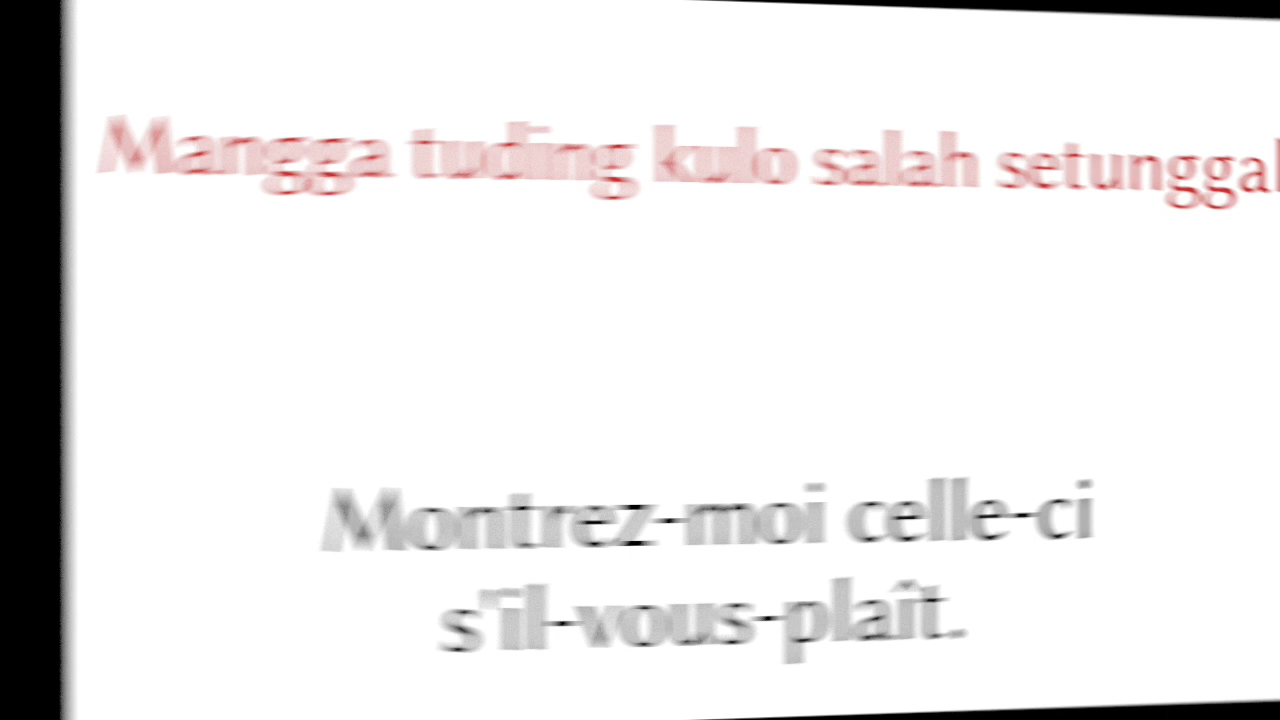 Mangga tuding kulo salah setunggal
Montrez-moi celle-ci
s'il-vous-plaît.